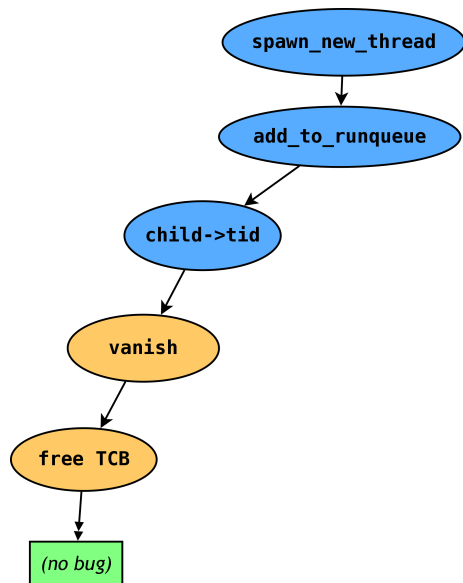 spawn_new_thread
add_to_runqueue
child->tid
vanish
free TCB
(no bug)